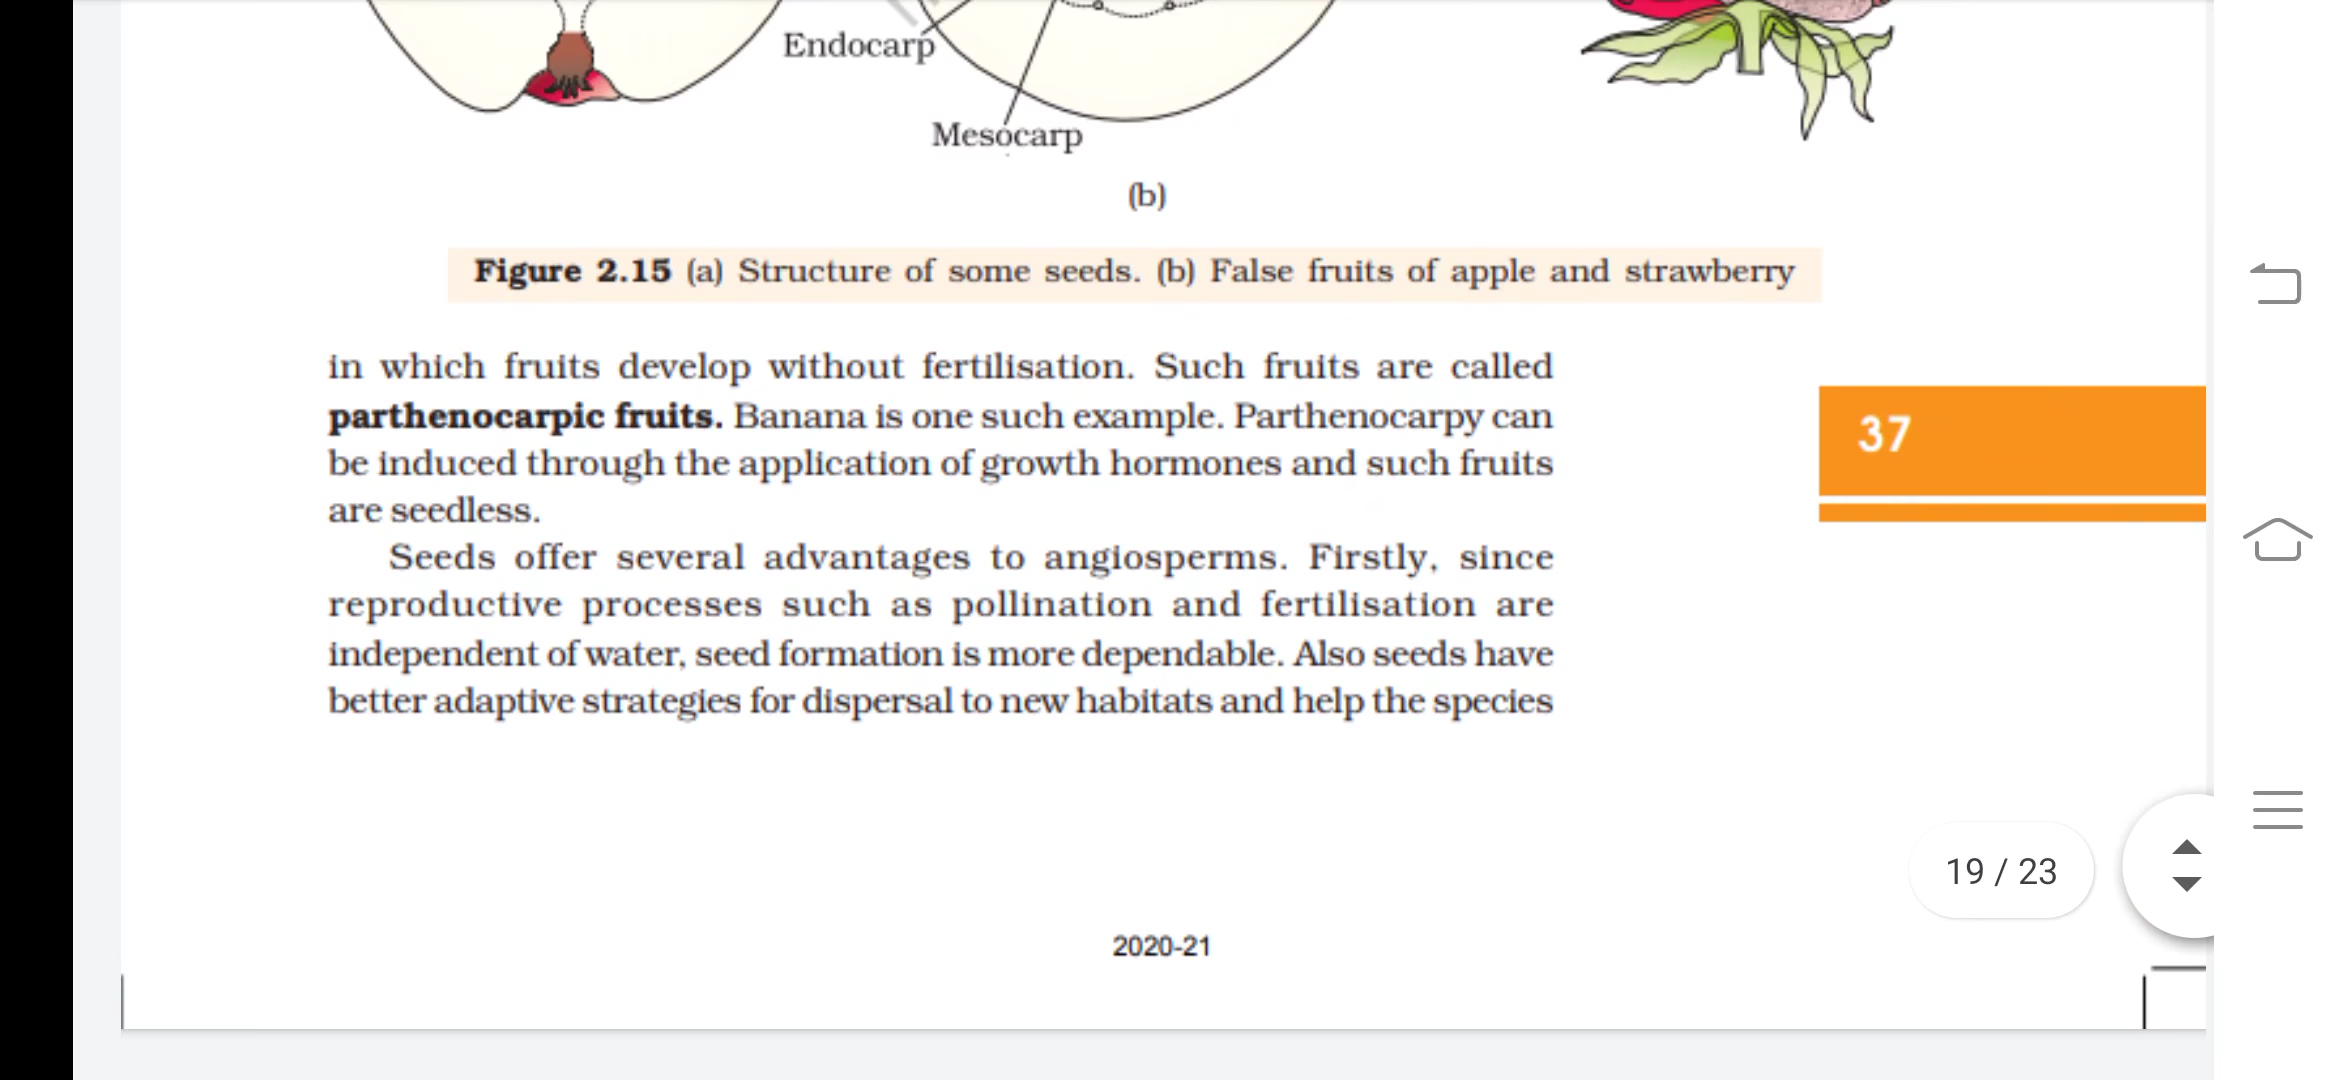 Endocarp
Mesocarp
(b)
Figure 2.15 (a) Structure of some seeds. (b) False fruits of apple and strawberry
in which fruits develop without fertilisation. Such fruits are called
parthenocarpic fruits. Banana is one such example. Parthenocarpy can
be induced through the application of growth hormones and such fruits
are seedless.
Seeds offer several advantages to angiosperms. Firstly, since
reproductive processes such as pollination and fertilisation are
independent of water, seed formation is more dependable. Also seeds have
better adaptive strategies for dispersal to new habitats and help the species
37
19 / 23
2020-21